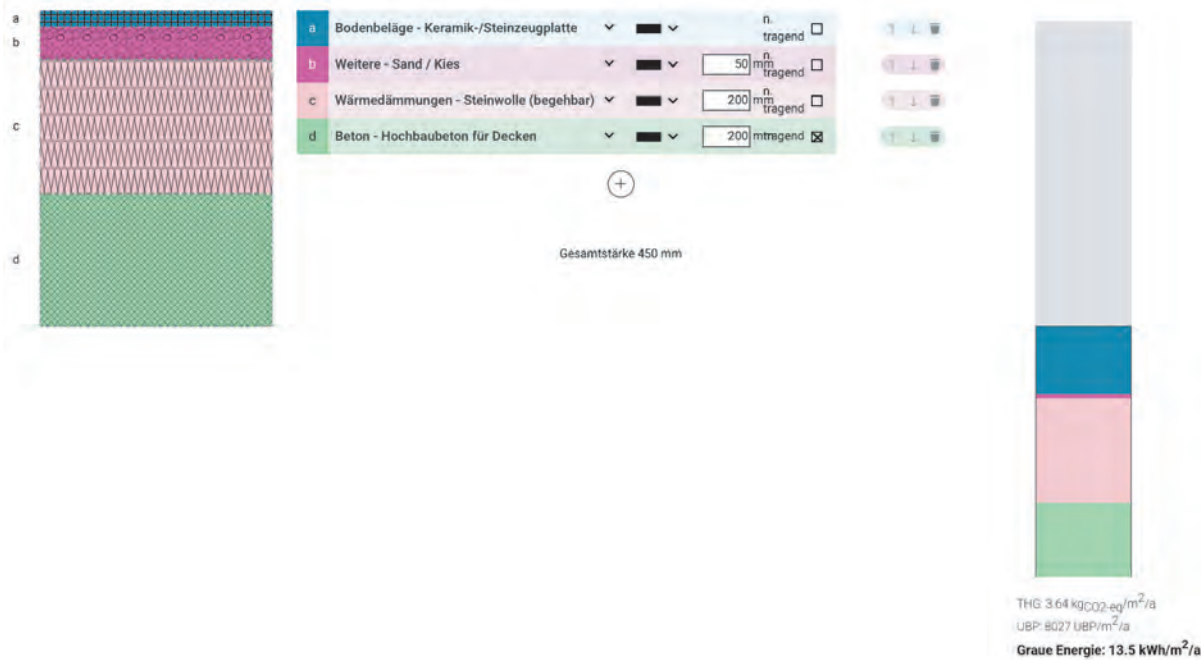 a
b
c
d
a Bodenbeläge - Keramik-/Steinzeugplatte n. tragend
b Weitere - Sand / Kies 50 mm n. tragend
c Wärmedämmungen - Steinwolle (begehbar) 200 mm n. tragend
d Beton - Hochbaubeton für Decken 200 mm tragend
Gesamtstärke 450 mm
THG: 3.64 kgCO2-eq/m2/a
UBP: 8027 UBP/m2/a
Graue Energie: 13.5 kWh/m2/a